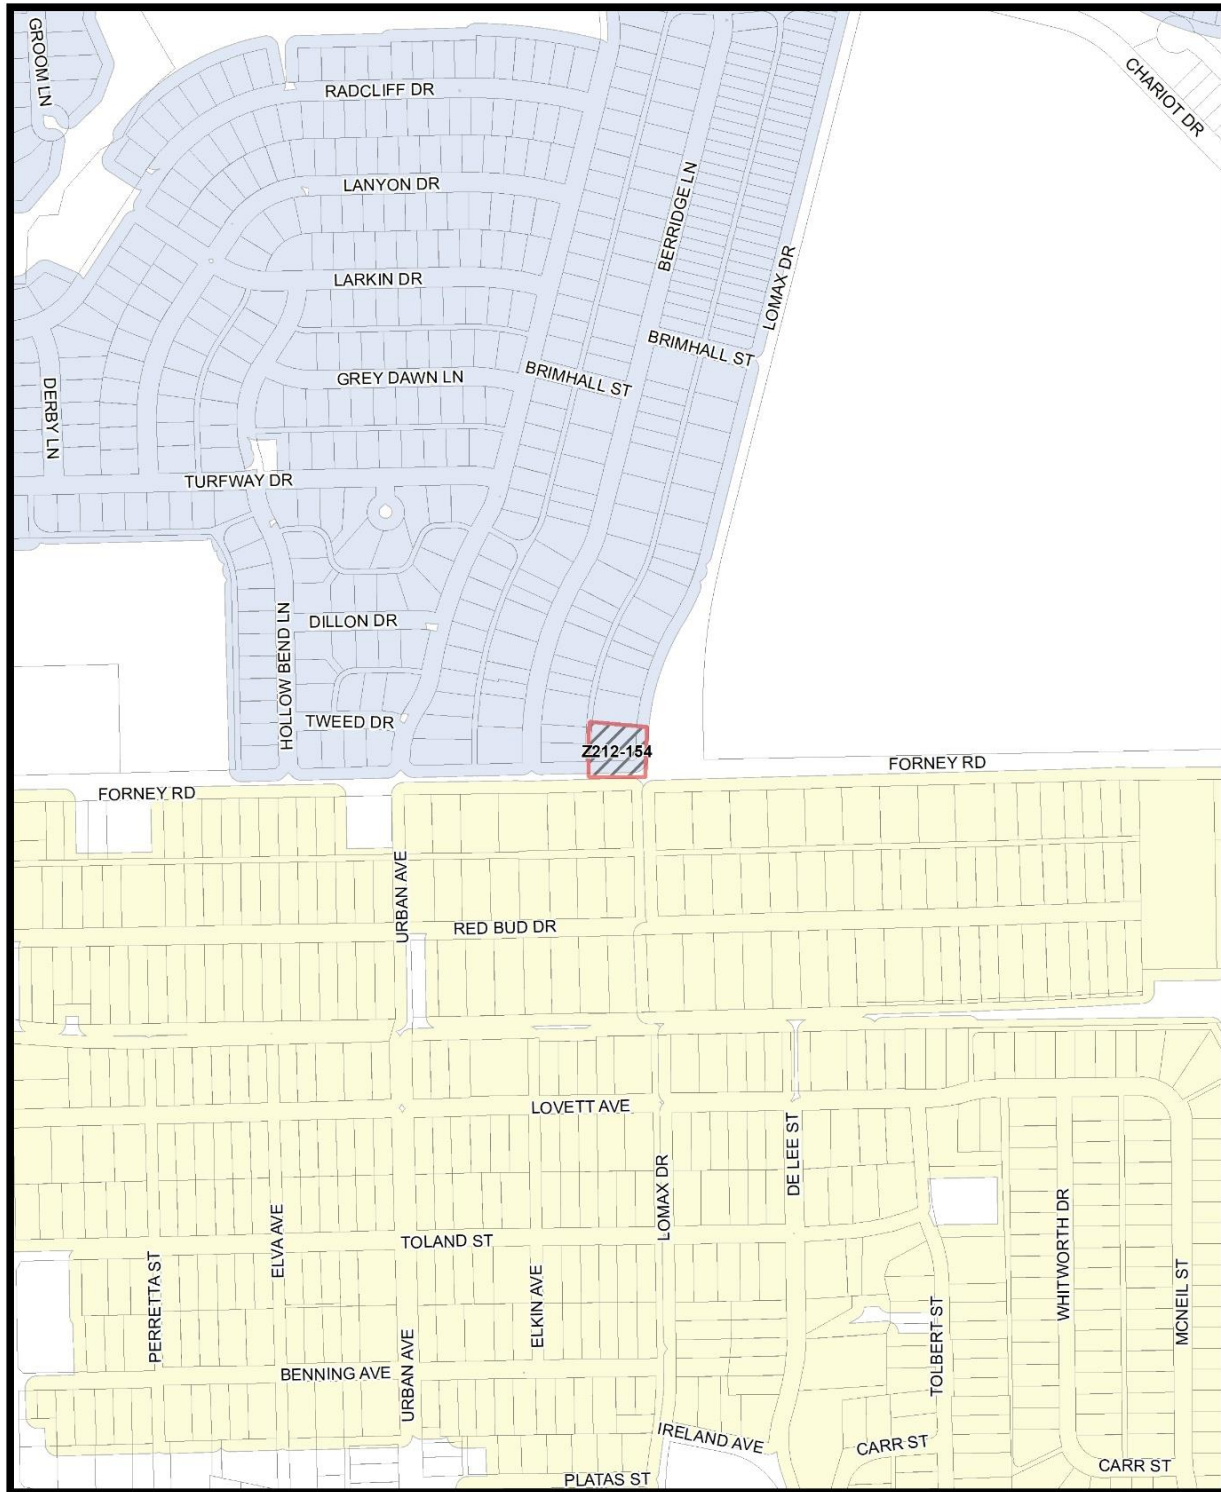 GROOM LN
RADCLIFF DR
CHARIOT DR
LANYON DR
BERRIDGE LN
LARKIN DR
LOMAX DR
BRIMHALL ST
BRIMHALL ST
GREY DAWN LN
DERBY LN
TURFWAY DR
DILLON DR
HOLLOW BEND LN
TWEED DR
Z212-154
FORNEY RD
FORNEY RD
URBAN AVE
RED BUD DR
LOVETT AVE
DE LEE ST
LOMAX DR
WHITWORTH DR
ELVA AVE
TOLAND ST
PERRETTA ST
ELKIN AVE
MCNEIL ST
TOLBERT ST
BENNING AVE
URBAN AVE
IRELAND AVE
CARR ST
CARR ST
PLATAS ST